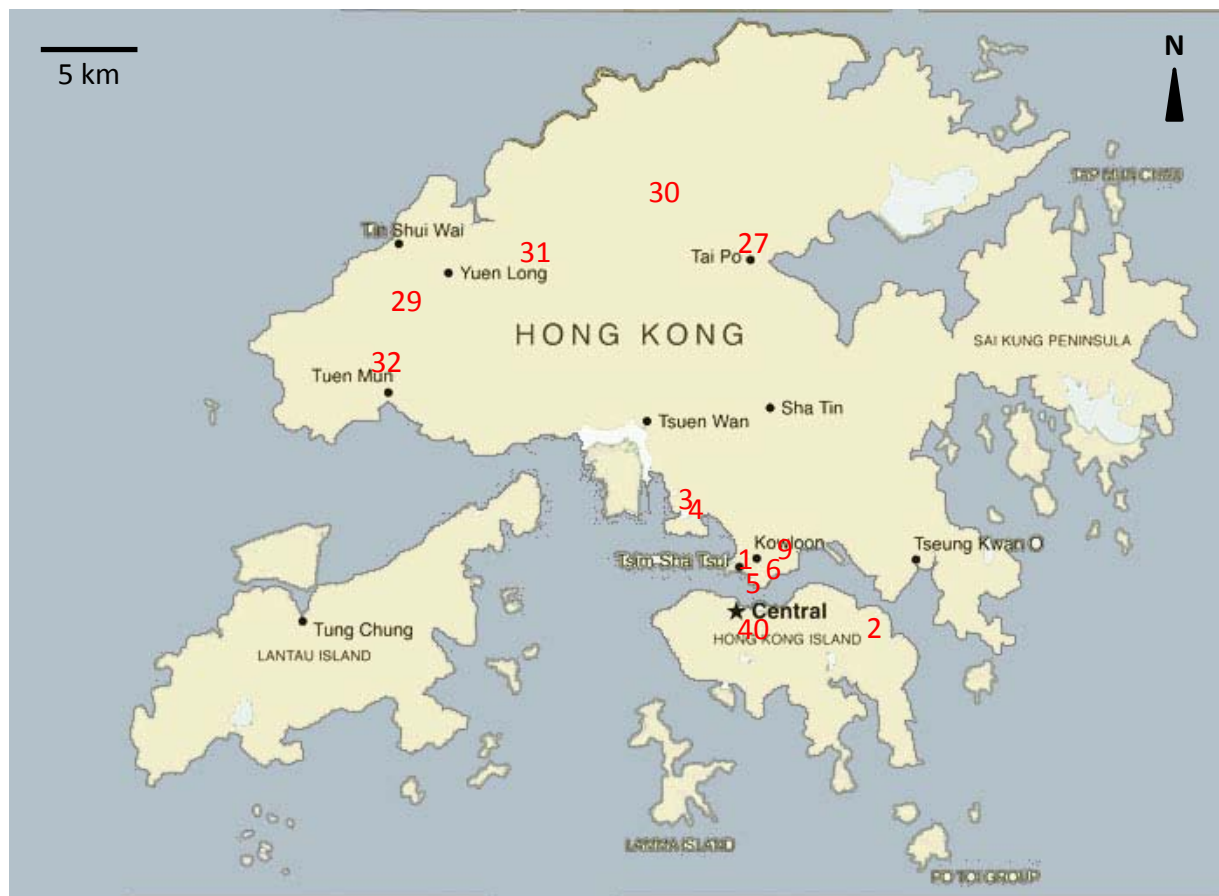 N
5 km
30
TAP MUN CHAU
Tin Shui Wai
31
27
Tai Po
Yuen Long
29
HONG KONG
SAI KUNG PENINSULA
32
Tuen Mun
Sha Tin
Tsuen Wan
3
4
Kowloon
9
Tseung Kwan O
Tsim Sha Tsui
1
6
5
Central
Tung Chung
40
2
HONG KONG ISLAND
LANTAU ISLAND
LAMMA ISLAND
PO TOI GROUP